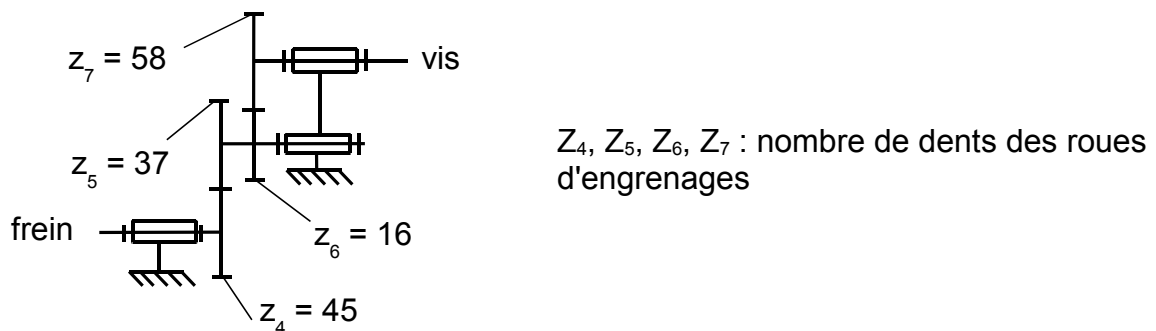 z7 = 58
vis
z5 = 37
frein
z6 = 16
z4 = 45
Z4, Z5, Z6, Z7 : nombre de dents des roues
d'engrenages